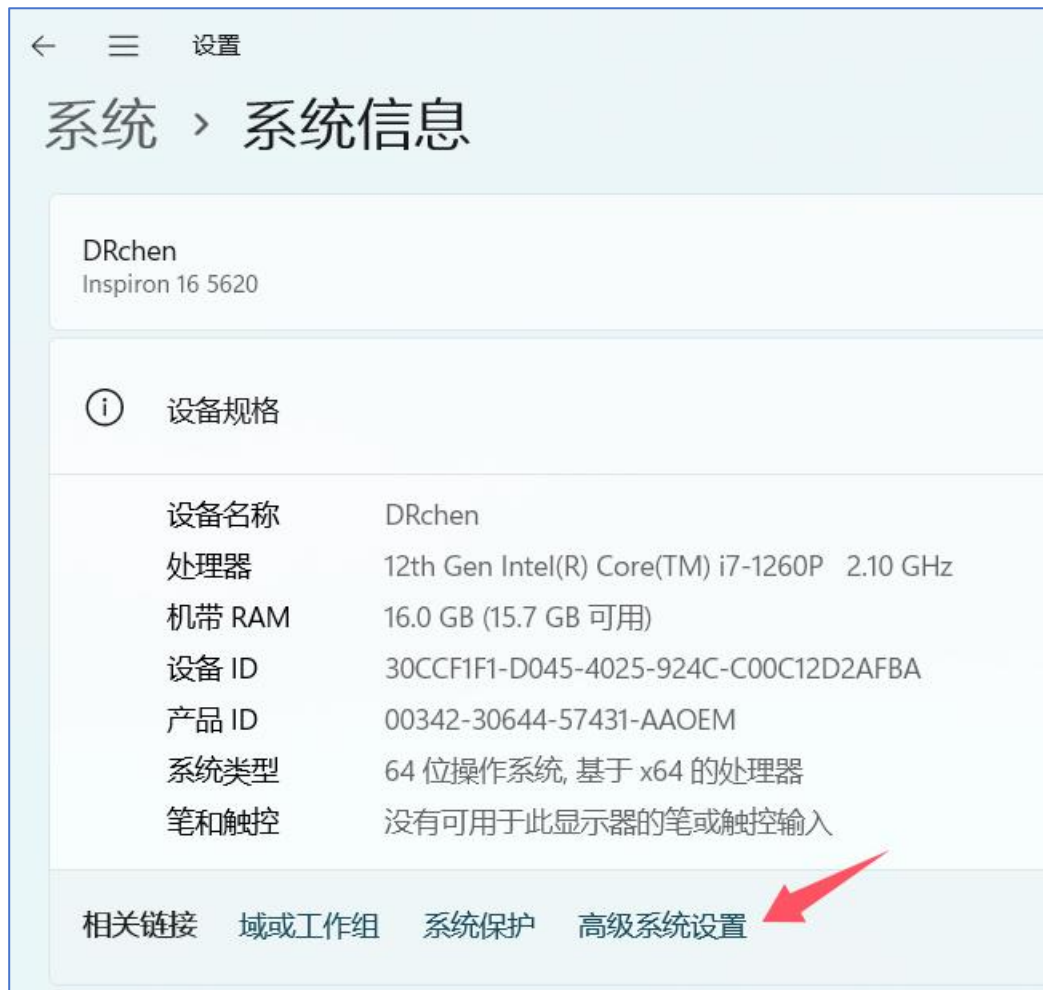 设置
系统 › 系统信息
DRchen
Inspiron 16 5620
设备规格
设备名称 DRchen
处理器 12th Gen Intel(R) Core(TM) i7-1260P 2.10 GHz
机带 RAM 16.0 GB (15.7 GB 可用)
设备 ID 30CCF1F1-D045-4025-924C-C00C12D2AFBA
产品 ID 00342-30644-57431-AAOEM
系统类型 64 位操作系统, 基于 x64 的处理器
笔和触控 没有可用于此显示器的笔或触控输入
相关链接 域或工作组 系统保护 高级系统设置